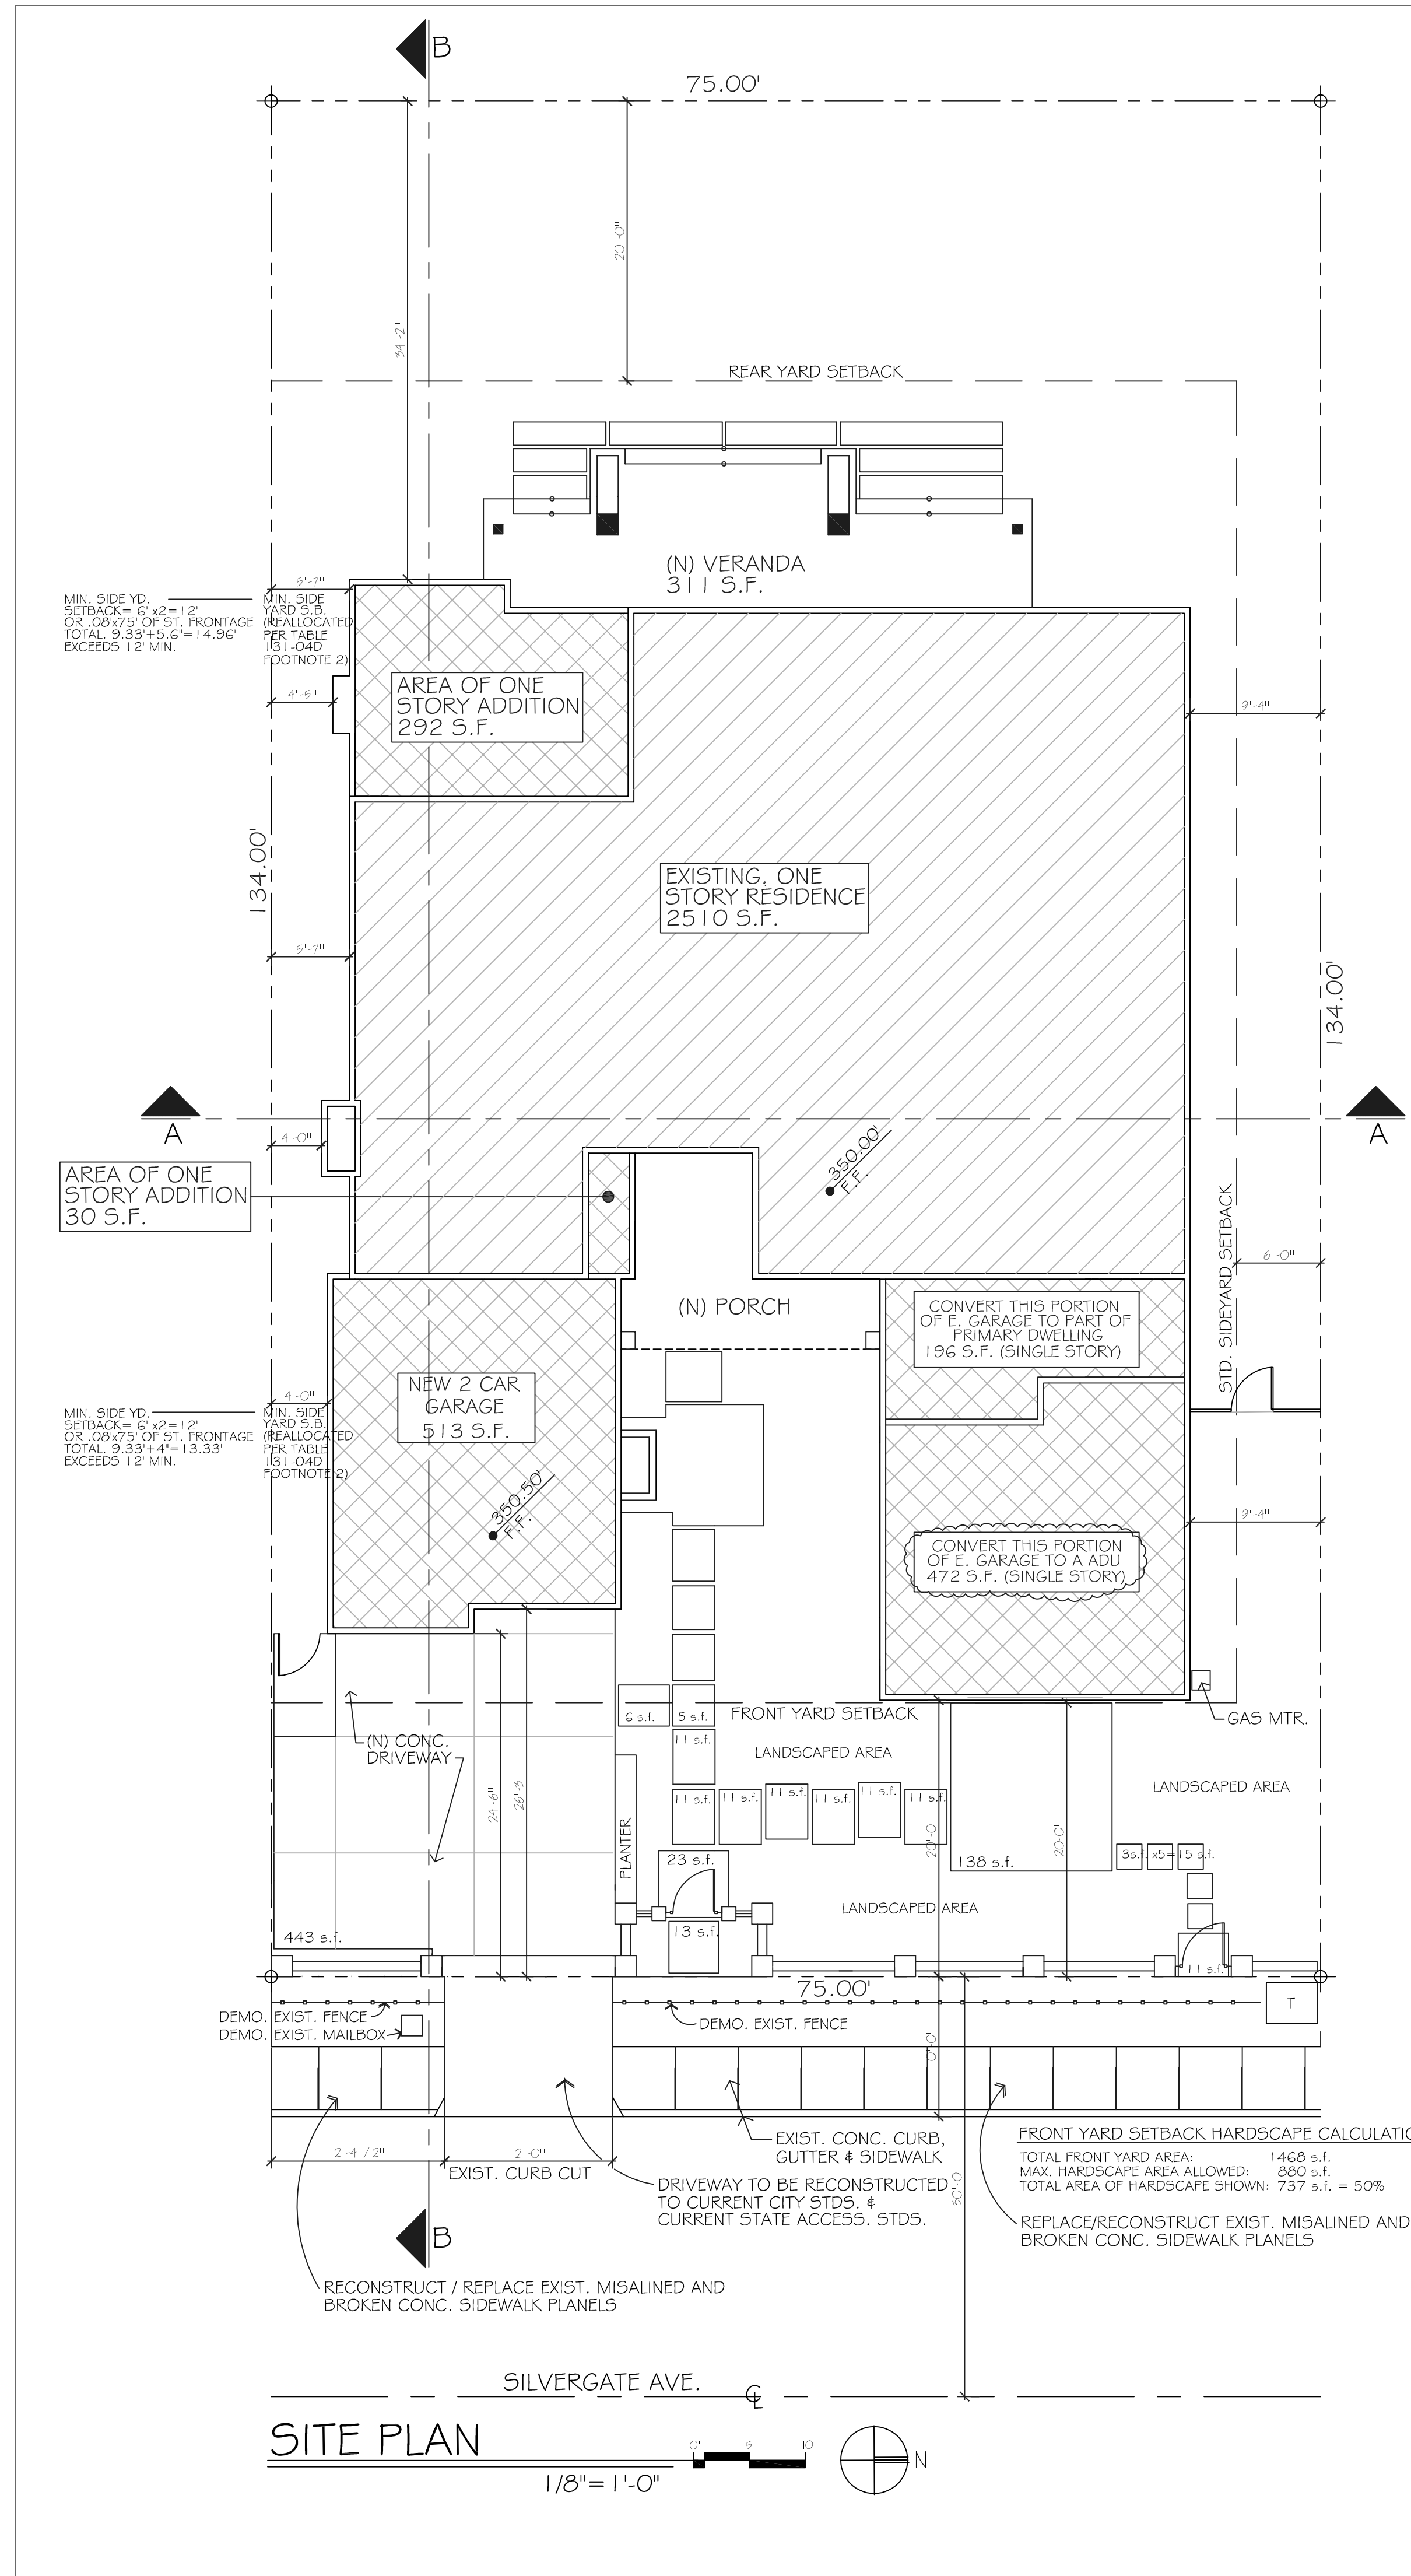 B
75.00'
20'-0"
34'-2"
REAR YARD SETBACK
(N) VERANDA
311 S.F.
5'-7"
MIN. SIDE YD.
SETBACK= 6' x2=12'
OR .08'x75' OF ST. FRONTAGE
TOTAL. 9.33'+5.6"=14.96'
EXCEEDS 12' MIN.
MIN. SIDE
YARD S.B.
(REALLOCATED
PER TABLE
131-04D
FOOTNOTE 2)
4'-5"
AREA OF ONE
STORY ADDITION
292 S.F.
9'-4"
134.00'
EXISTING, ONE
STORY RESIDENCE
2510 S.F.
5'-7"
134.00'
A
A
4'-0"
350.00'
F.F.
AREA OF ONE
STORY ADDITION
30 S.F.
STD. SIDEYARD SETBACK
6'-0"
(N) PORCH
CONVERT THIS PORTION
OF E. GARAGE TO PART OF
PRIMARY DWELLING
196 S.F. (SINGLE STORY)
NEW 2 CAR
GARAGE
513 S.F.
4'-0"
MIN. SIDE YD.
SETBACK= 6' x2=12'
OR .08'x75' OF ST. FRONTAGE
TOTAL. 9.33'+4"=13.33'
EXCEEDS 12' MIN.
MIN. SIDE
YARD S.B.
(REALLOCATED
PER TABLE
131-04D
FOOTNOTE 2)
350.50'
F.F.
9'-4"
CONVERT THIS PORTION
OF E. GARAGE TO A ADU
472 S.F. (SINGLE STORY)
6 s.f.
5 s.f.
FRONT YARD SETBACK
GAS MTR.
(N) CONC.
DRIVEWAY
11 s.f.
LANDSCAPED AREA
LANDSCAPED AREA
24'-6"
26'-3"
11 s.f.
11 s.f.
11 s.f.
11 s.f.
11 s.f.
11 s.f.
PLANTER
20'-0"
20-0"
23 s.f.
138 s.f.
3s.f. x5=15 s.f.
LANDSCAPED AREA
443 s.f.
13 s.f.
11 s.f.
75.00'
DEMO. EXIST. FENCE
DEMO. EXIST. MAILBOX
DEMO. EXIST. FENCE
T
10'-0"
12'-4 1/2"
12'-0"
EXIST. CURB CUT
EXIST. CONC. CURB,
GUTTER & SIDEWALK
FRONT YARD SETBACK HARDSCAPE CALCULATIO
TOTAL FRONT YARD AREA: 1468 s.f.
MAX. HARDSCAPE AREA ALLOWED: 880 s.f.
TOTAL AREA OF HARDSCAPE SHOWN: 737 s.f. = 50%
DRIVEWAY TO BE RECONSTRUCTED
TO CURRENT CITY STDS. &
CURRENT STATE ACCESS. STDS.
30'-0"
REPLACE/RECONSTRUCT EXIST. MISALINED AND
BROKEN CONC. SIDEWALK PLANELS
B
RECONSTRUCT / REPLACE EXIST. MISALINED AND
BROKEN CONC. SIDEWALK PLANELS
SILVERGATE AVE.
CL
SITE PLAN
0' 1' 5' 10'
N
1/8"=1'-0"